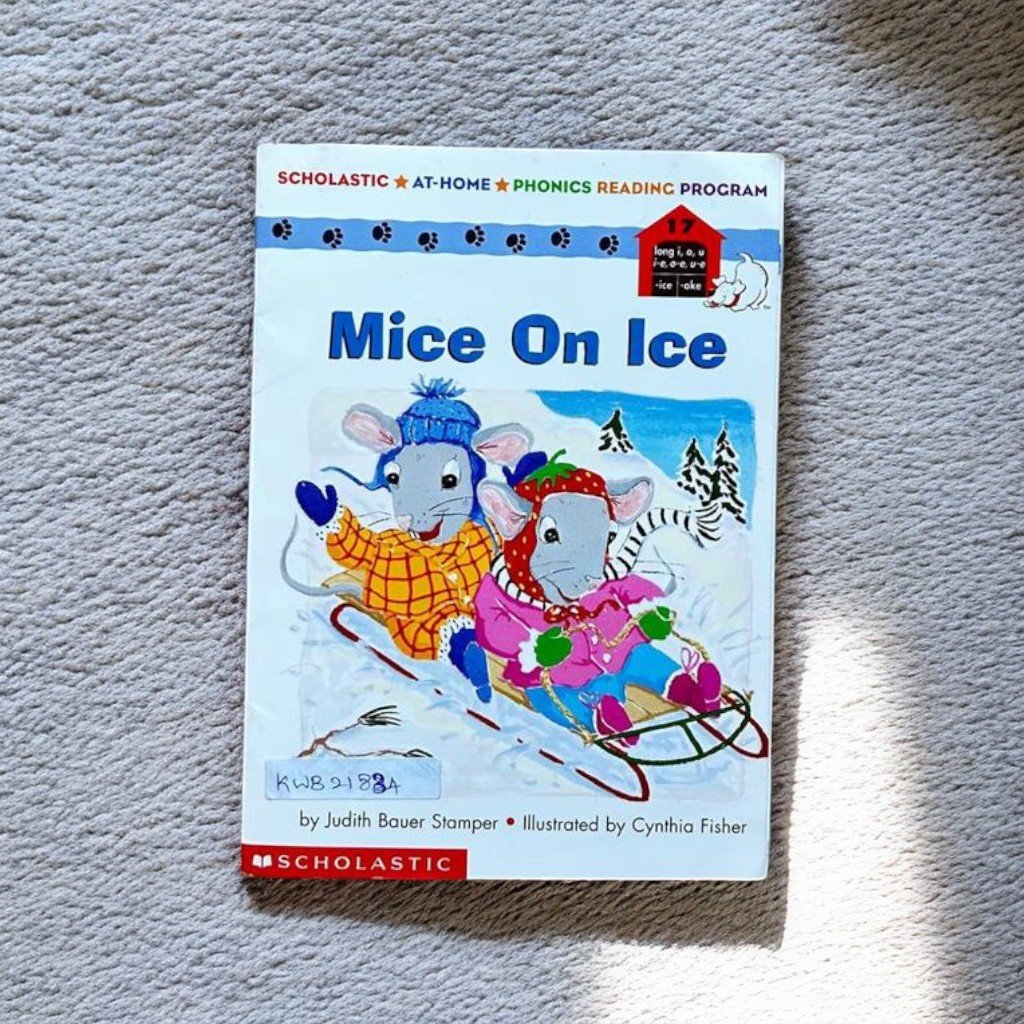 SCHOLASTIC ★ AT-HOME ★ PHONICS READING PROGRAM
17
long i, o, u
i-e, o-e, u-e
-ice -oke
Mice On Ice
by Judith Bauer Stamper • Illustrated by Cynthia Fisher
SCHOLASTIC